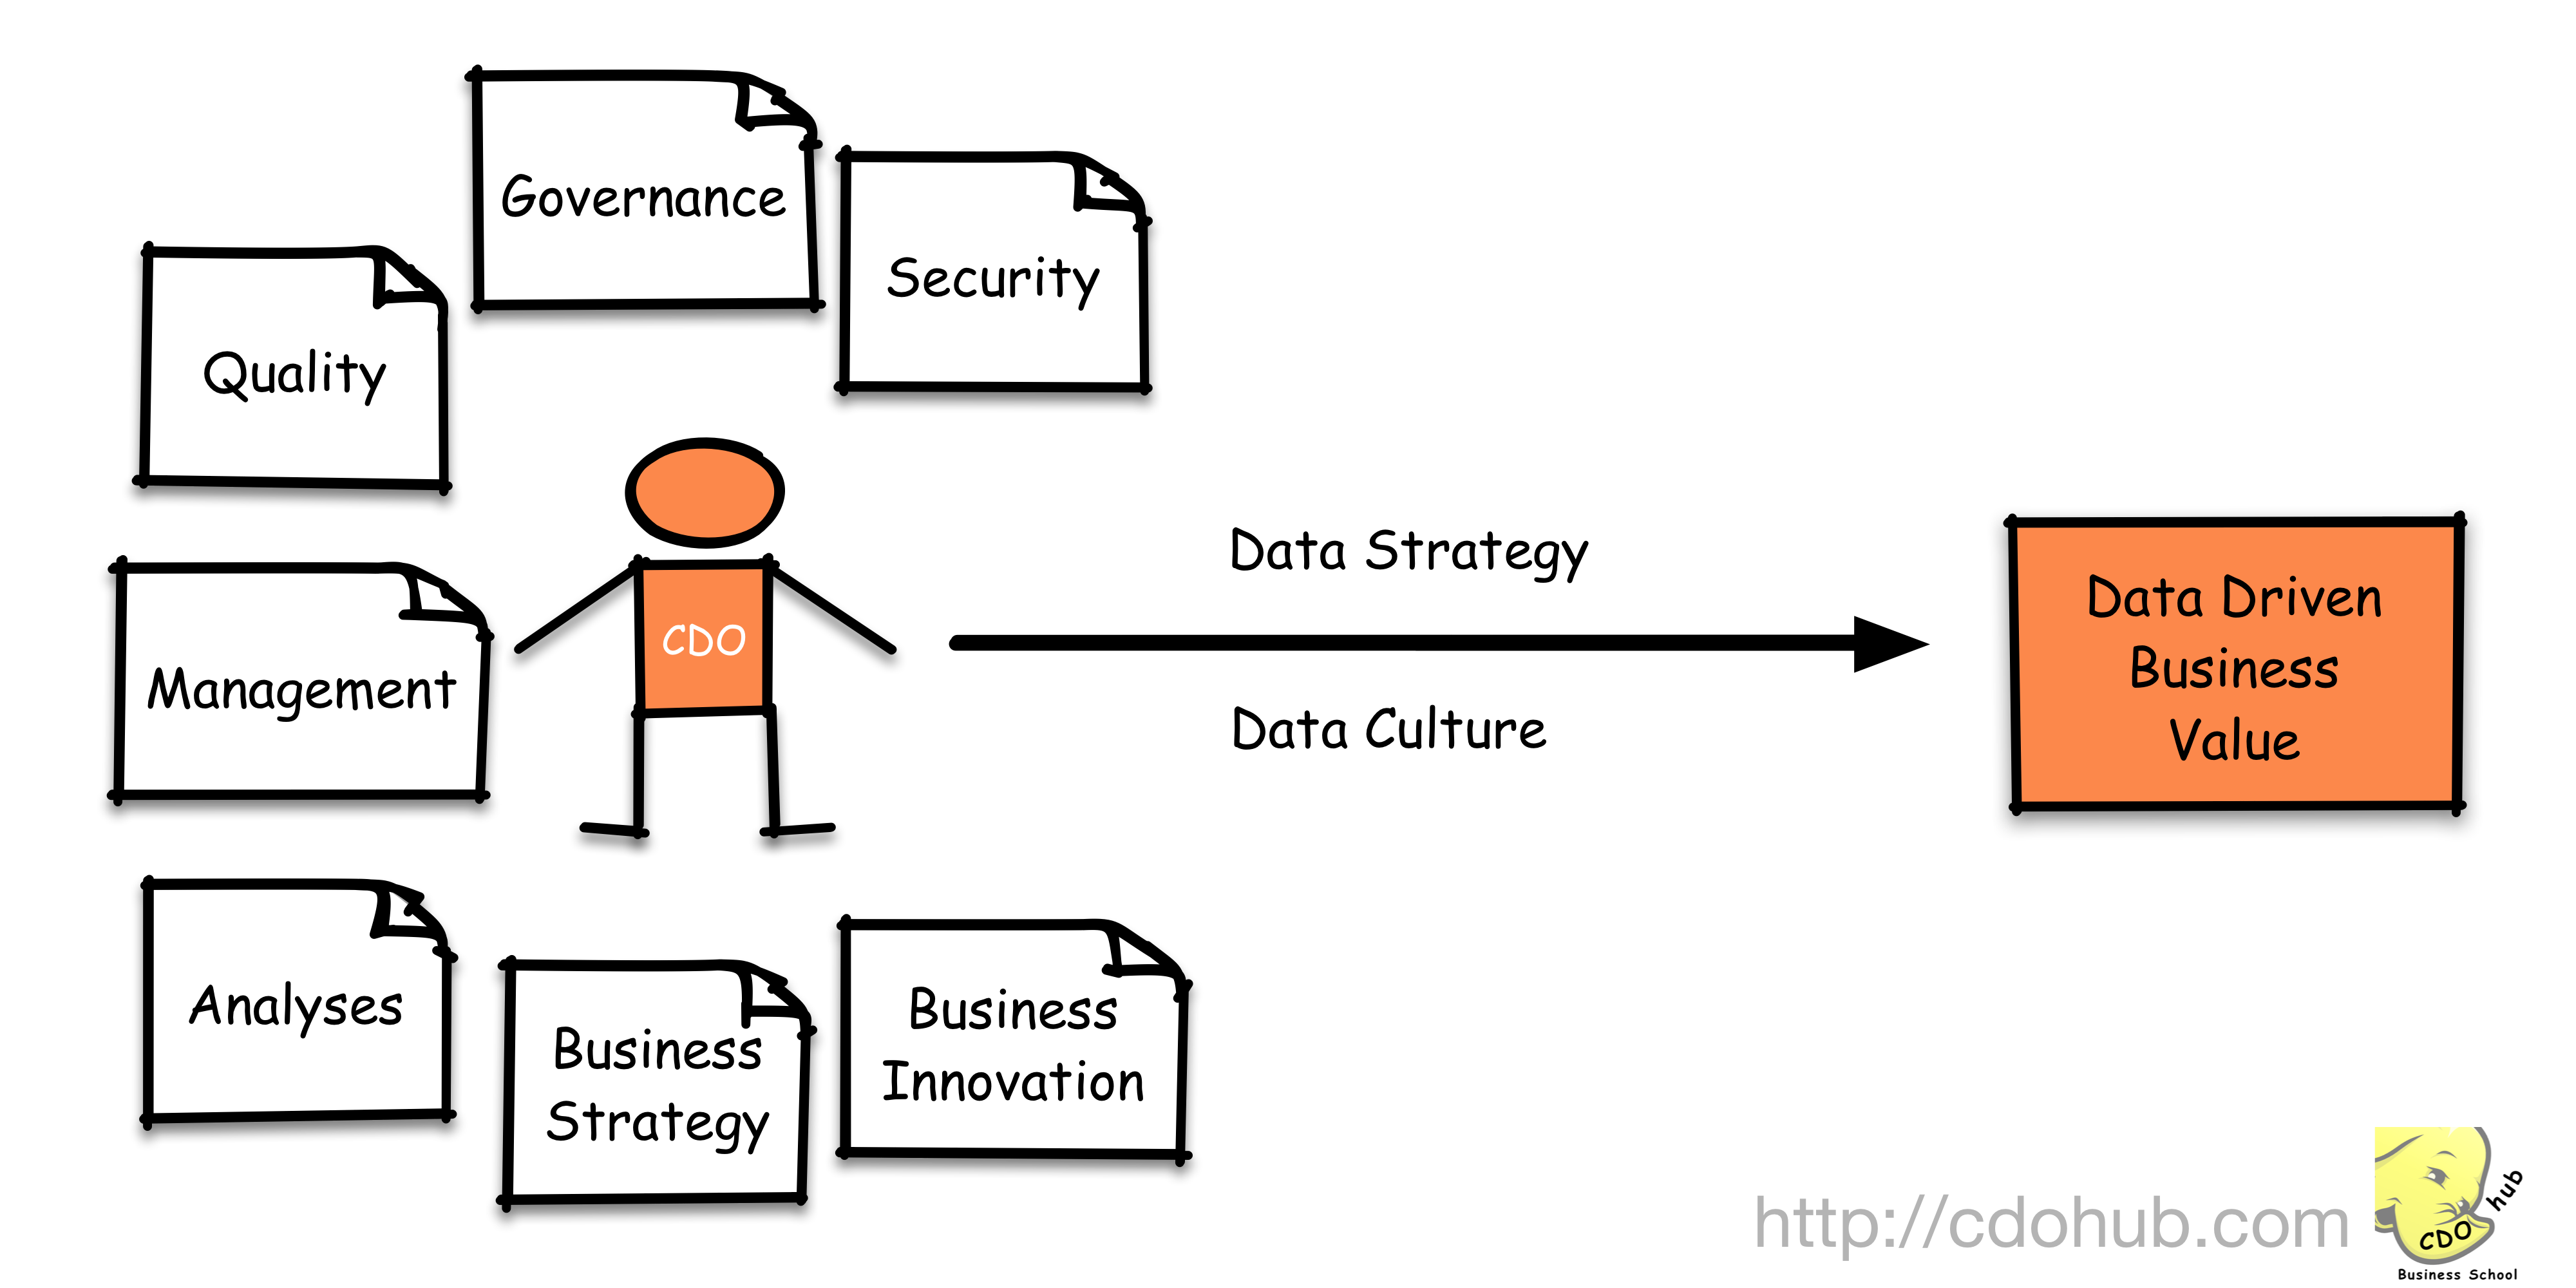 Governance
Security
Quality
CDO
Data Strategy
Data Culture
Data Driven
Business
Value
Management
Analyses
Business
Strategy
Business
Innovation
http://cdohub.com
CDO hub
Business School